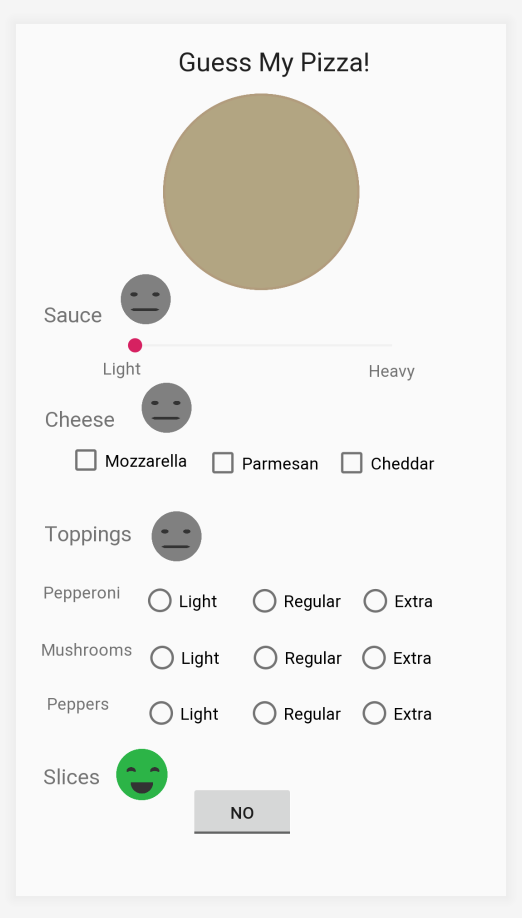 Guess My Pizza!
Sauce
Light Heavy
Cheese
Mozzarella Parmesan Cheddar
Toppings
Pepperoni Light Regular Extra
Mushrooms Light Regular Extra
Peppers Light Regular Extra
Slices
NO